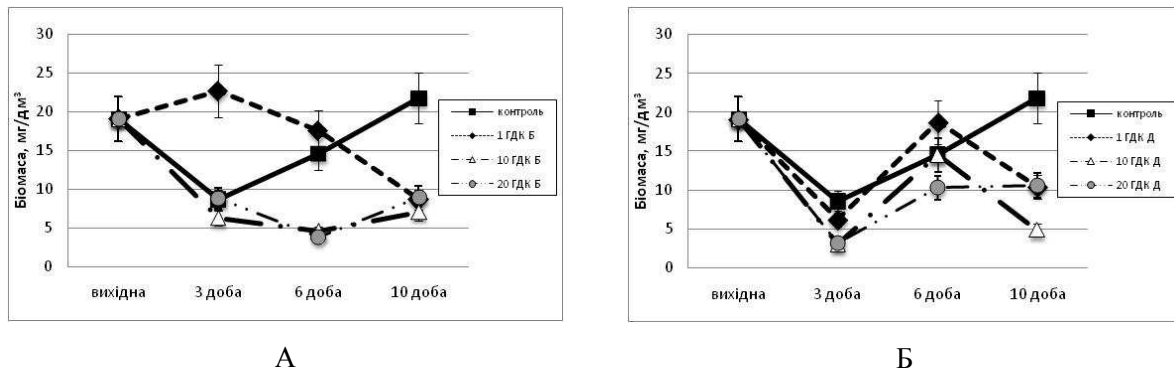 30
25
20
15
10
5
0
Біомаса, мг/дм³
вихідна 3 доба 6 доба 10 доба
контроль
1 ГДК Б
10 ГДК Б
20 ГДК Б
А
30
25
20
15
10
5
0
Біомаса, мг/дм³
вихідна 3 доба 6 доба 10 доба
контроль
1 ГДК Д
10 ГДК Д
20 ГДК Д
Б